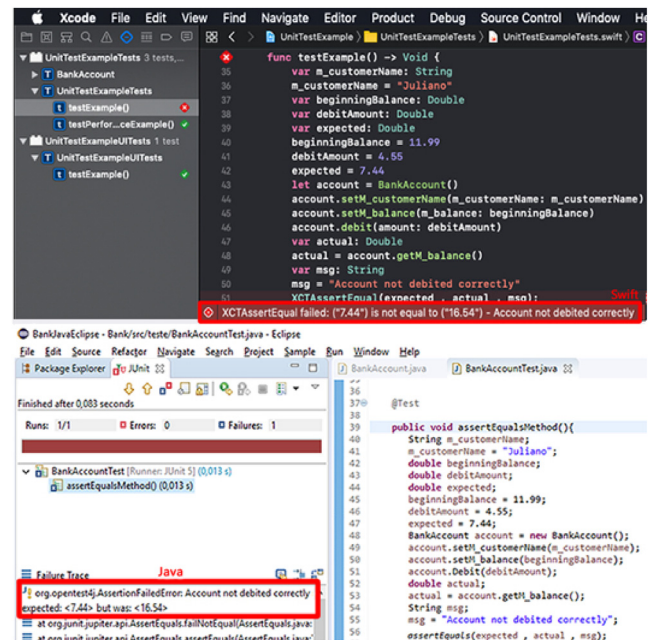 Xcode File Edit View Find Navigate Editor Product Debug Source Control Window He
UnitTestExample UnitTestExampleTests UnitTestExampleTests.swift C
UnitTestExampleTests 3 tests,...
T BankAccount
T UnitTestExampleTests
t testExample()
t testPerfor...ceExample()
UnitTestExampleUITests 1 test
T UnitTestExampleUITests
t testExample()
func testExample() -> Void {
35 var m_customerName: String
36 m_customerName = "Juliano"
37 var beginningBalance: Double
38 var debitAmount: Double
39 var expected: Double
40 beginningBalance = 11.99
41 debitAmount = 4.55
42 expected = 7.44
43 let account = BankAccount()
44 account.setM_customerName(m_customerName: m_customerName)
45 account.setM_balance(m_balance: beginningBalance)
46 account.debit(amount: debitAmount)
47 var actual: Double
48 actual = account.getM_balance()
49 var msg: String
50 msg = "Account not debited correctly"
51 XCTAssertEqual(expected , actual , msg);
Swift
XCTAssertEqual failed: ("7.44") is not equal to ("16.54") - Account not debited correctly
BankJavaEclipse - Bank/src/teste/BankAccountTest.java - Eclipse
File Edit Source Refactor Navigate Search Project Sample Run Window Help
Package Explorer JUnit
Finished after 0,083 seconds
Runs: 1/1 Errors: 0 Failures: 1
BankAccountTest [Runner: JUnit 5] (0,013 s)
assertEqualsMethod() (0,013 s)
Failure Trace
Java
org.opentest4j.AssertionFailedError: Account not debited correctly
expected: <7.44> but was: <16.54>
at org.junit.jupiter.api.AssertEquals.failNotEqual(AssertEquals.java:
at org.junit.jupiter.api.AssertEquals.assertEquals(AssertEquals.java:
BankAccount.java BankAccountTest.java
36
37 @Test
38
39 public void assertEqualsMethod(){
40 String m_customerName;
41 m_customerName = "Juliano";
42 double beginningBalance;
43 double debitAmount;
44 double expected;
45 beginningBalance = 11.99;
46 debitAmount = 4.55;
47 expected = 7.44;
48 BankAccount account = new BankAccount();
49 account.setM_customerName(m_customerName);
50 account.setM_balance(beginningBalance);
51 account.Debit(debitAmount);
52 double actual;
53 actual = account.getM_balance();
54 String msg;
55 msg = "Account not debited correctly";
56 assertEquals(expected , actual , msg);